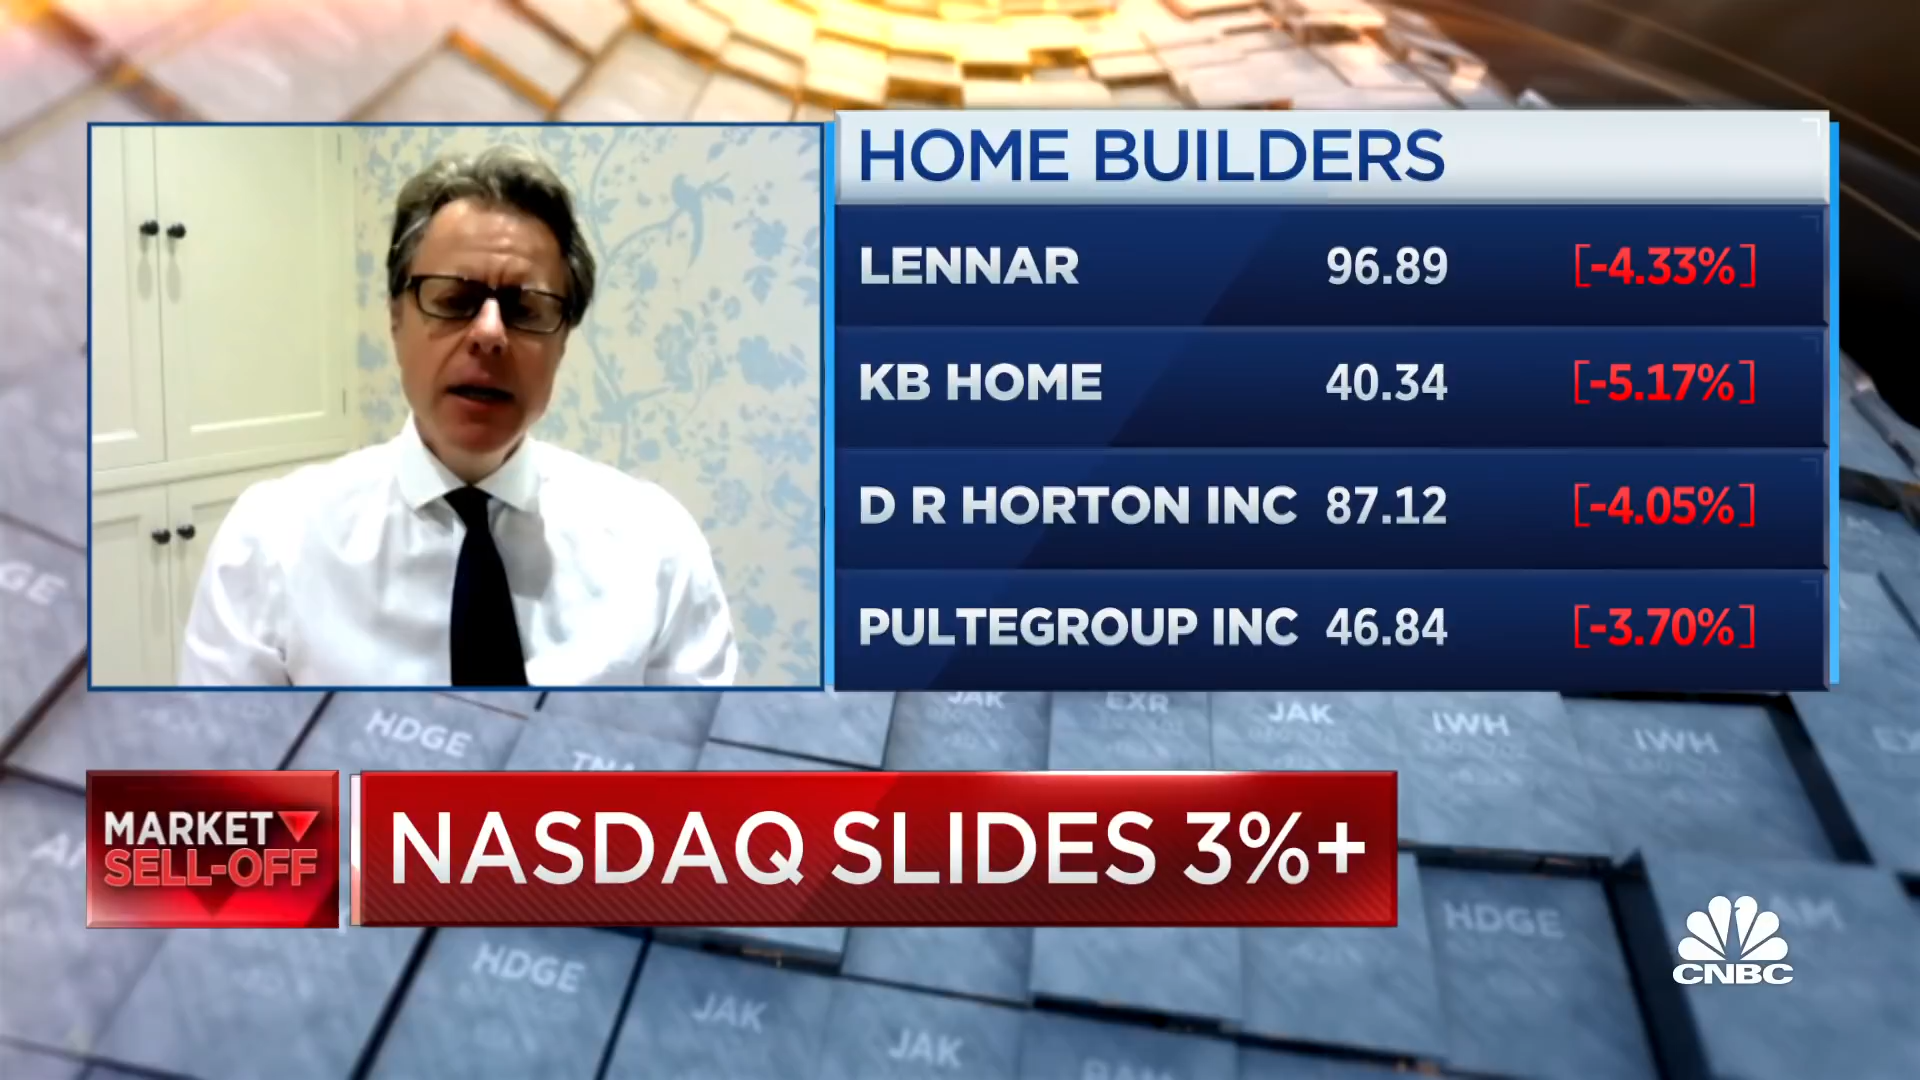 HOME BUILDERS
LENNAR 96.89 [-4.33%]
KB HOME 40.34 [-5.17%]
D R HORTON INC 87.12 [-4.05%]
PULTEGROUP INC 46.84 [-3.70%]
GE
HDGE
JAK
EXR
JAK
IWH
IWH
MARKET
SELL-OFF
NASDAQ SLIDES 3%+
HDGE
CNBC
HDGE
JAK
JAK